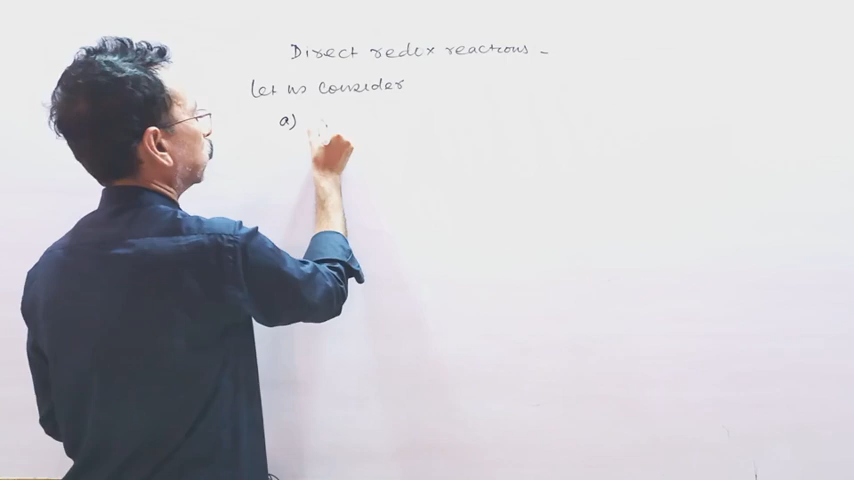 Direct redox reactions -
Let us consider
a)